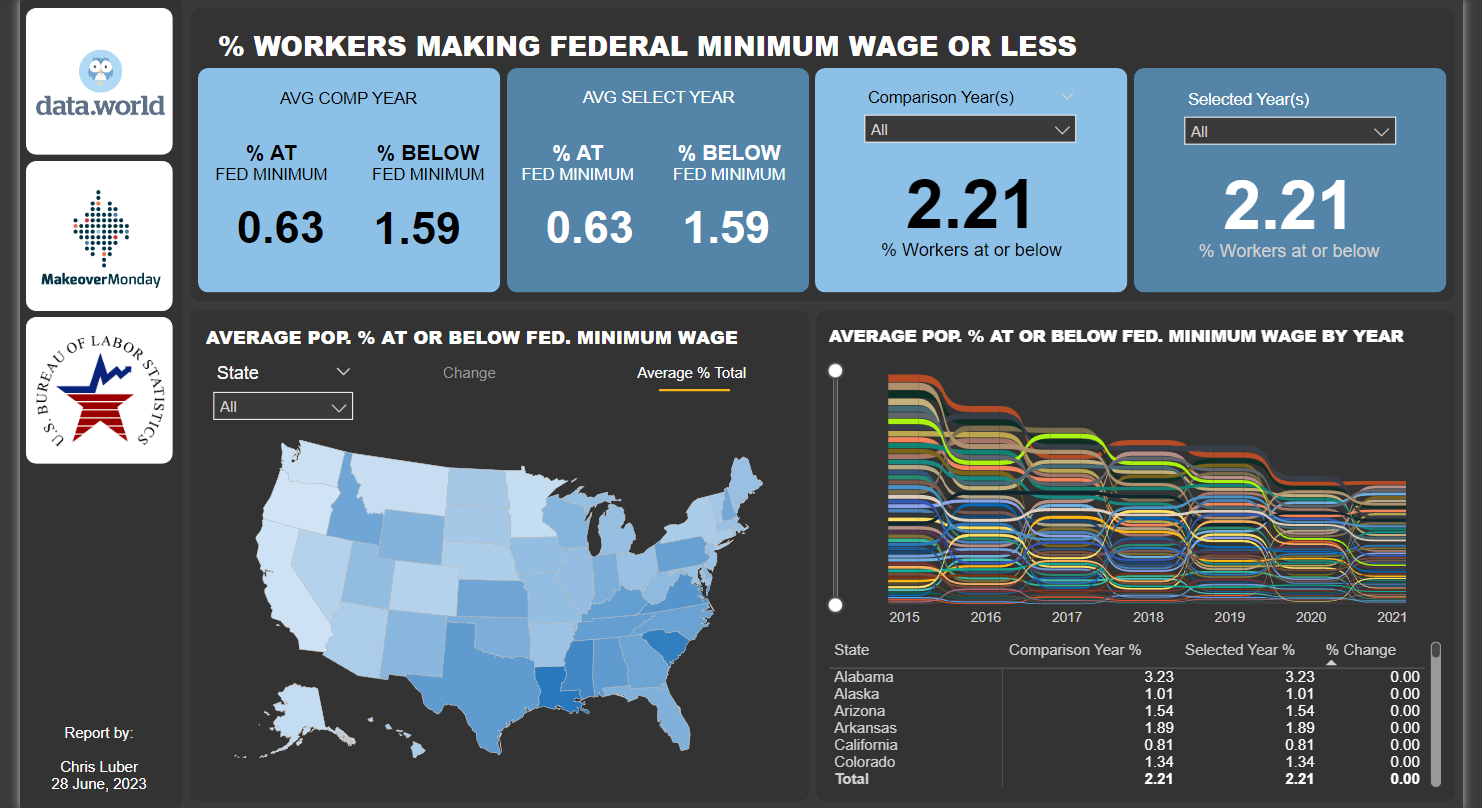 data.world
MakeoverMonday
U.S. BUREAU OF LABOR STATISTICS
Report by:
Chris Luber
28 June, 2023
% WORKERS MAKING FEDERAL MINIMUM WAGE OR LESS
AVG COMP YEAR
% AT
FED MINIMUM
0.63
% BELOW
FED MINIMUM
1.59
AVG SELECT YEAR
% AT
FED MINIMUM
0.63
% BELOW
FED MINIMUM
1.59
Comparison Year(s)
All
2.21
% Workers at or below
Selected Year(s)
All
2.21
% Workers at or below
AVERAGE POP. % AT OR BELOW FED. MINIMUM WAGE
State
All
Change
Average % Total
AVERAGE POP. % AT OR BELOW FED. MINIMUM WAGE BY YEAR
2015 2016 2017 2018 2019 2020 2021
State Comparison Year % Selected Year % % Change
Alabama 3.23 3.23 0.00
Alaska 1.01 1.01 0.00
Arizona 1.54 1.54 0.00
Arkansas 1.89 1.89 0.00
California 0.81 0.81 0.00
Colorado 1.34 1.34 0.00
Total 2.21 2.21 0.00